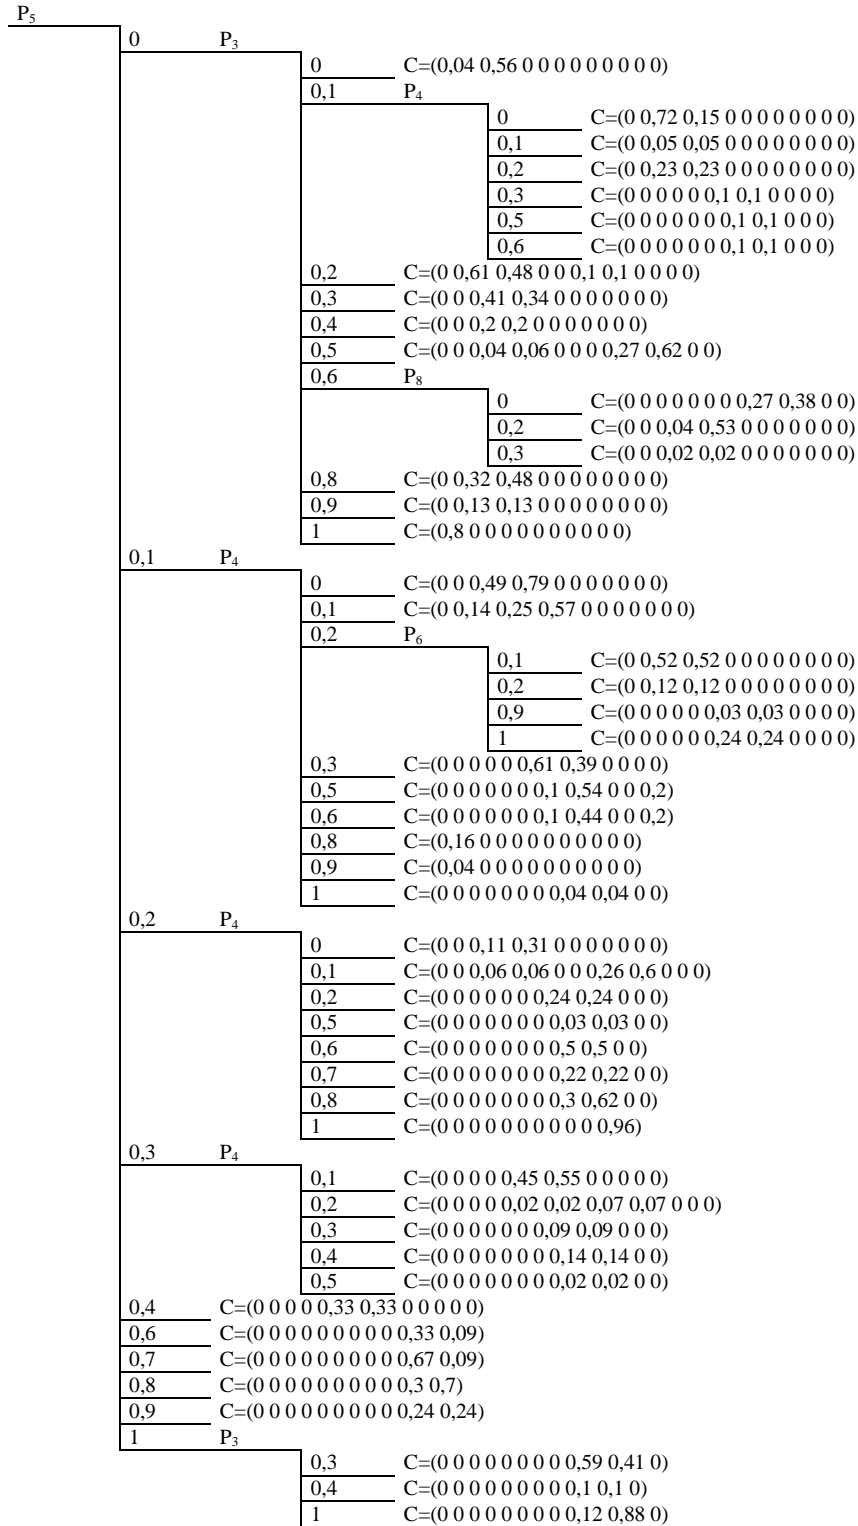 P₅
0 P₃
0 C=(0,04 0,56 0 0 0 0 0 0 0 0 0)
0,1 P₄
0 C=(0 0,72 0,15 0 0 0 0 0 0 0 0)
0,1 C=(0 0,05 0,05 0 0 0 0 0 0 0 0)
0,2 C=(0 0,23 0,23 0 0 0 0 0 0 0 0)
0,3 C=(0 0 0 0 0 0,1 0,1 0 0 0 0)
0,5 C=(0 0 0 0 0 0 0,1 0,1 0 0 0)
0,6 C=(0 0 0 0 0 0 0,1 0,1 0 0 0)
0,2 C=(0 0,61 0,48 0 0 0,1 0,1 0 0 0 0)
0,3 C=(0 0 0,41 0,34 0 0 0 0 0 0 0)
0,4 C=(0 0 0,2 0,2 0 0 0 0 0 0 0)
0,5 C=(0 0 0,04 0,06 0 0 0 0,27 0,62 0 0)
0,6 P₈
0 C=(0 0 0 0 0 0 0 0,27 0,38 0 0)
0,2 C=(0 0 0,04 0,53 0 0 0 0 0 0 0)
0,3 C=(0 0 0,02 0,02 0 0 0 0 0 0 0)
0,8 C=(0 0,32 0,48 0 0 0 0 0 0 0 0)
0,9 C=(0 0,13 0,13 0 0 0 0 0 0 0 0)
1 C=(0,8 0 0 0 0 0 0 0 0 0 0)
0,1 P₄
0 C=(0 0 0,49 0,79 0 0 0 0 0 0 0)
0,1 C=(0 0,14 0,25 0,57 0 0 0 0 0 0 0)
0,2 P₆
0,1 C=(0 0,52 0,52 0 0 0 0 0 0 0 0)
0,2 C=(0 0,12 0,12 0 0 0 0 0 0 0 0)
0,9 C=(0 0 0 0 0 0,03 0,03 0 0 0 0)
1 C=(0 0 0 0 0 0,24 0,24 0 0 0 0)
0,3 C=(0 0 0 0 0 0,61 0,39 0 0 0 0)
0,5 C=(0 0 0 0 0 0 0,1 0,54 0 0 0,2)
0,6 C=(0 0 0 0 0 0 0,1 0,44 0 0 0,2)
0,8 C=(0,16 0 0 0 0 0 0 0 0 0 0)
0,9 C=(0,04 0 0 0 0 0 0 0 0 0 0)
1 C=(0 0 0 0 0 0 0 0,04 0,04 0 0)
0,2 P₄
0 C=(0 0 0,11 0,31 0 0 0 0 0 0 0)
0,1 C=(0 0 0,06 0,06 0 0 0,26 0,6 0 0 0)
0,2 C=(0 0 0 0 0 0 0,24 0,24 0 0 0)
0,5 C=(0 0 0 0 0 0 0 0,03 0,03 0 0)
0,6 C=(0 0 0 0 0 0 0 0,5 0,5 0 0)
0,7 C=(0 0 0 0 0 0 0 0,22 0,22 0 0)
0,8 C=(0 0 0 0 0 0 0 0,3 0,62 0 0)
1 C=(0 0 0 0 0 0 0 0 0 0 0,96)
0,3 P₄
0,1 C=(0 0 0 0 0,45 0,55 0 0 0 0 0)
0,2 C=(0 0 0 0 0,02 0,02 0,07 0,07 0 0 0)
0,3 C=(0 0 0 0 0 0 0,09 0,09 0 0 0)
0,4 C=(0 0 0 0 0 0 0 0,14 0,14 0 0)
0,5 C=(0 0 0 0 0 0 0 0,02 0,02 0 0)
0,4 C=(0 0 0 0 0,33 0,33 0 0 0 0 0)
0,6 C=(0 0 0 0 0 0 0 0 0 0,33 0,09)
0,7 C=(0 0 0 0 0 0 0 0 0 0,67 0,09)
0,8 C=(0 0 0 0 0 0 0 0 0 0,3 0,7)
0,9 C=(0 0 0 0 0 0 0 0 0 0,24 0,24)
1 P₃
0,3 C=(0 0 0 0 0 0 0 0 0,59 0,41 0)
0,4 C=(0 0 0 0 0 0 0 0 0,1 0,1 0)
1 C=(0 0 0 0 0 0 0 0 0,12 0,88 0)